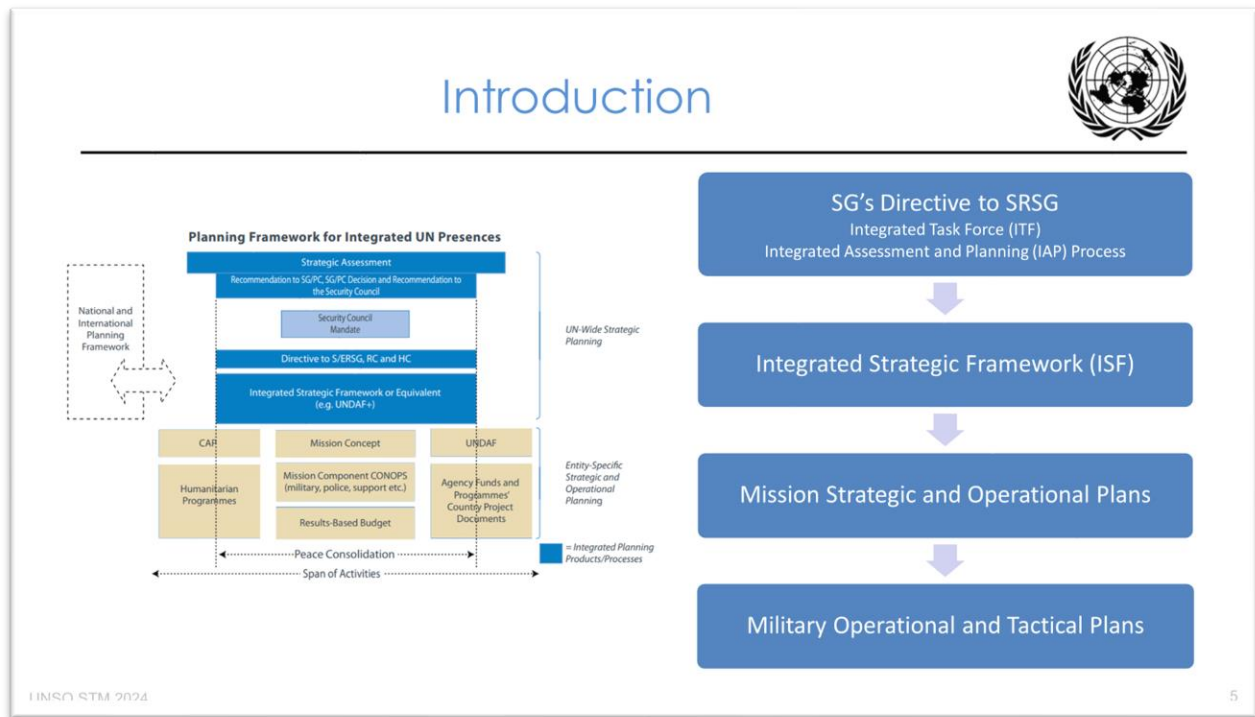 Introduction
Planning Framework for Integrated UN Presences
Strategic Assessment
Recommendation to SG/PC, SG/PC Decision and Recommendation to
the Security Council
National and
International
Planning
Framework
Security Council
Mandate
UN-Wide Strategic
Planning
Directive to S/ERSG, RC and HC
Integrated Strategic Framework or Equivalent
(e.g. UNDAF+)
CAP
Mission Concept
UNDAF
Humanitarian
Programmes
Mission Component CONOPS
(military, police, support etc.)
Results-Based Budget
Agency Funds and
Programmes'
Country Project
Documents
Entity-Specific
Strategic and
Operational
Planning
Peace Consolidation
Span of Activities
= Integrated Planning
Products/Processes
SG's Directive to SRSG
Integrated Task Force (ITF)
Integrated Assessment and Planning (IAP) Process
Integrated Strategic Framework (ISF)
Mission Strategic and Operational Plans
Military Operational and Tactical Plans
UNSO STM 2024
5